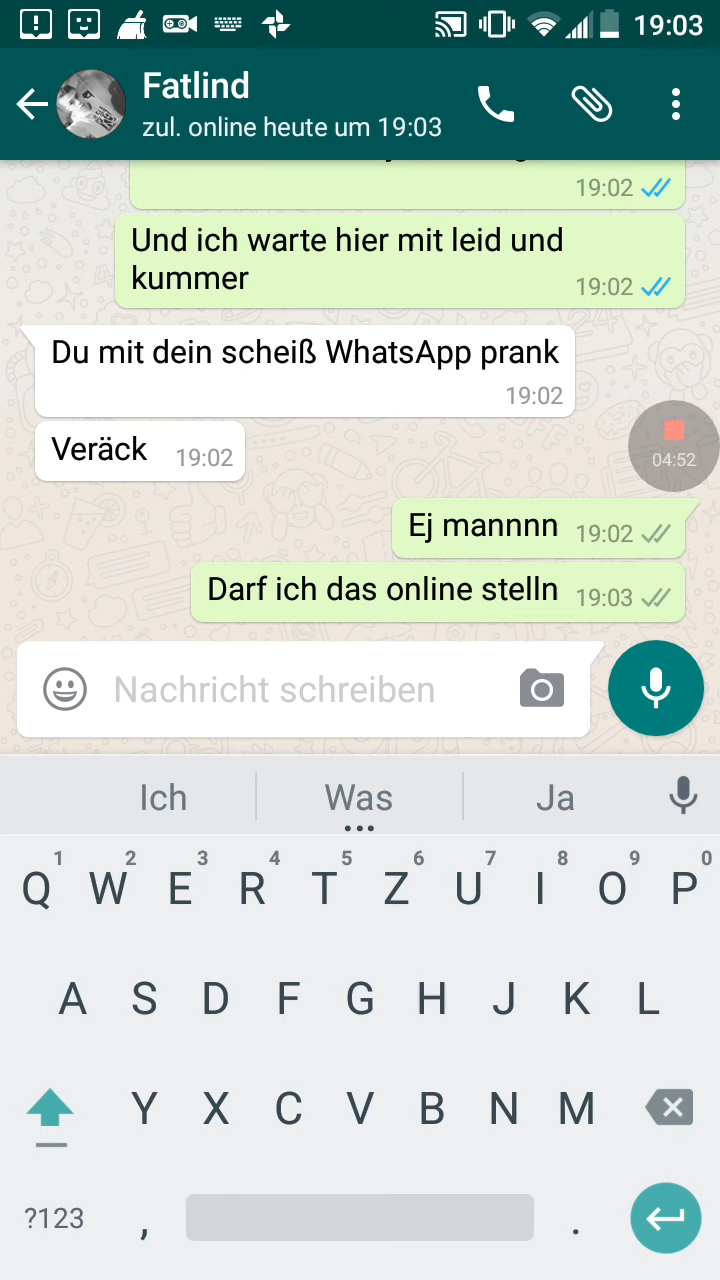 19:03
Fatlind
zul. online heute um 19:03
19:02
Und ich warte hier mit leid und
kummer
19:02
Du mit dein scheiß WhatsApp prank
19:02
Veräck 19:02
04:52
Ej mannnn 19:02
Darf ich das online stelln 19:03
Nachricht schreiben
Ich Was Ja
1 2 3 4 5 6 7 8 9 0
Q W E R T Z U I O P
A S D F G H J K L
Y X C V B N M
?123 , .